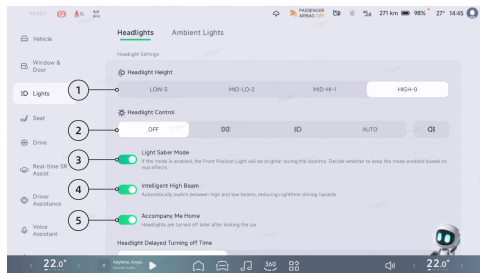 READY
PASSENGER
AIRBAG OFF
271 km
98%
27°
14:45
Headlights
Ambient Lights
Vehicle
Headlight Settings
Window &
Door
Headlight Height
1
LOW-3
MID-LO-2
MID-HI-1
HIGH-0
Lights
Headlight Control
Seat
2
OFF
AUTO
Drive
3
Light Saber Mode
If the mode is enabled, the Front Position Light will be brighter during the daytime. Decide whether to keep the mode enabled based on
real effects
Real-time SR
Assist
4
Intelligent High Beam
Automatically switch between high and low beams, reducing nighttime driving hazards
Driver
Assistance
5
Accompany Me Home
Headlights are turned off later after locking the car
Voice
Assistant
Headlight Delayed Turning off Time
22.0°
Anytime, Anyw..
360
22.0°